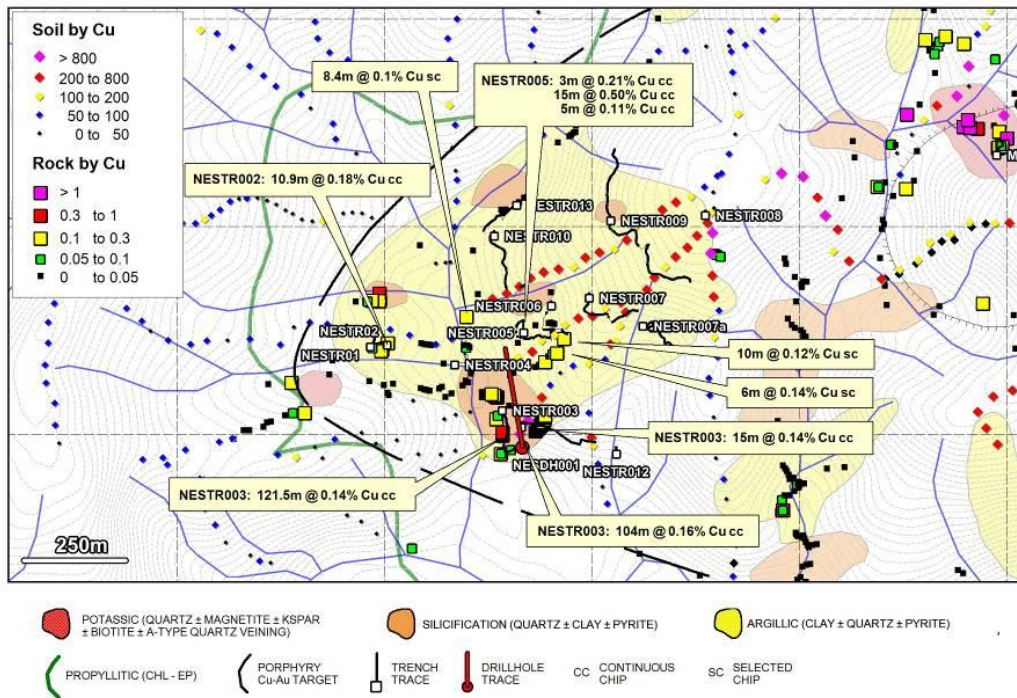 Soil by Cu
> 800
200 to 800
100 to 200
50 to 100
0 to 50
Rock by Cu
> 1
0.3 to 1
0.1 to 0.3
0.05 to 0.1
0 to 0.05
8.4m @ 0.1% Cu sc
NESTR005: 3m @ 0.21% Cu cc
15m @ 0.50% Cu cc
5m @ 0.11% Cu cc
NESTR002: 10.9m @ 0.18% Cu cc
ESTR013
NESTR009
NESTR008
NESTR010
M
NESTR006
NESTR007
NESTR02
NESTR005
NESTR007a
NESTR01
NESTR004
10m @ 0.12% Cu sc
6m @ 0.14% Cu sc
NESTR003
NESTR003: 15m @ 0.14% Cu cc
NESDH001
NESTR012
NESTR003: 121.5m @ 0.14% Cu cc
NESTR003: 104m @ 0.16% Cu cc
250m
POTASSIC (QUARTZ ± MAGNETITE ± KSPAR
± BIOTITE ± A-TYPE QUARTZ VEINING)
SILICIFICATION (QUARTZ ± CLAY ± PYRITE)
ARGILLIC (CLAY ± QUARTZ ± PYRITE)
PROPYLLITIC (CHL - EP)
PORPHYRY
Cu-Au TARGET
TRENCH
TRACE
DRILLHOLE
TRACE
CC CONTINUOUS
CHIP
SC SELECTED
CHIP